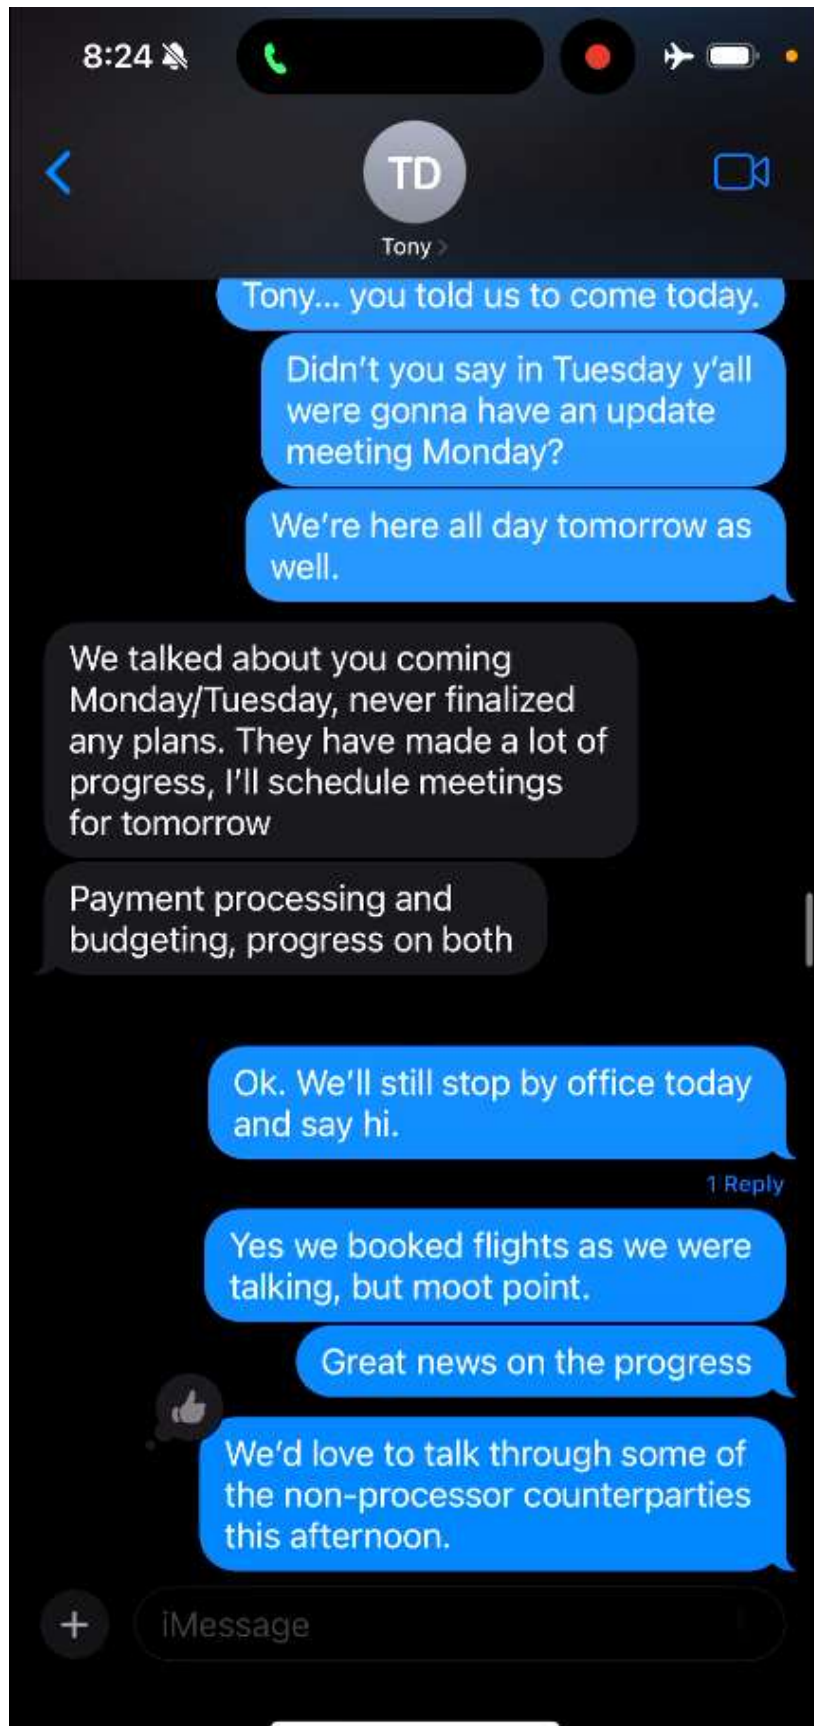 8:24
TD
Tony
Tony... you told us to come today.
Didn't you say in Tuesday y'all
were gonna have an update
meeting Monday?
We're here all day tomorrow as
well.
We talked about you coming
Monday/Tuesday, never finalized
any plans. They have made a lot of
progress, I'll schedule meetings
for tomorrow
Payment processing and
budgeting, progress on both
Ok. We'll still stop by office today
and say hi.
1 Reply
Yes we booked flights as we were
talking, but moot point.
Great news on the progress
We'd love to talk through some of
the non-processor counterparties
this afternoon.
iMessage